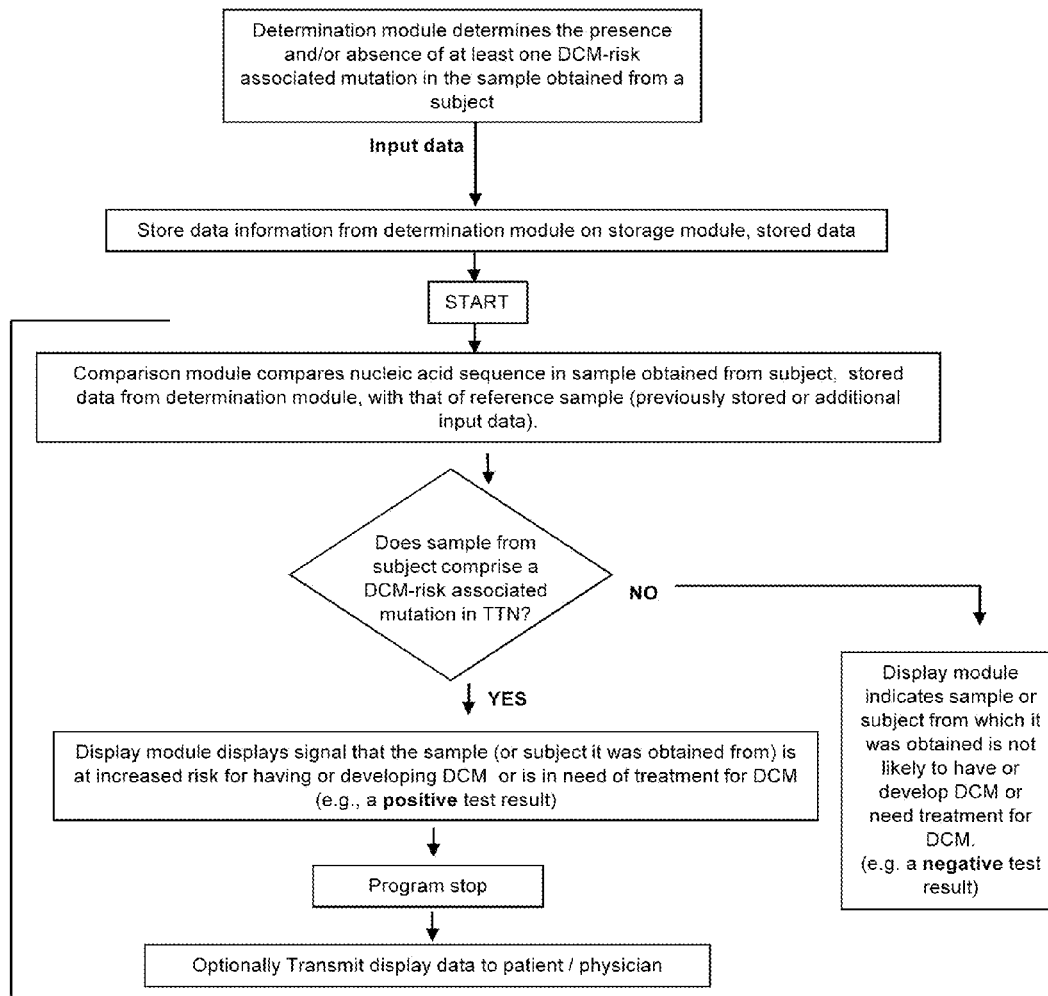 Determination module determines the presence
and/or absence of at least one DCM-risk
associated mutation in the sample obtained from a
subject
Input data
Store data information from determination module on storage module, stored data
START
Comparison module compares nucleic acid sequence in sample obtained from subject, stored
data from determination module, with that of reference sample (previously stored or additional
input data).
Does sample from
subject comprise a
DCM-risk associated
mutation in TTN?
NO
YES
Display module displays signal that the sample (or subject it was obtained from) is
at increased risk for having or developing DCM or is in need of treatment for DCM
(e.g., a positive test result)
Display module
indicates sample or
subject from which it
was obtained is not
likely to have or
develop DCM or
need treatment for
DCM.
(e.g. a negative test
result)
Program stop
Optionally Transmit display data to patient / physician